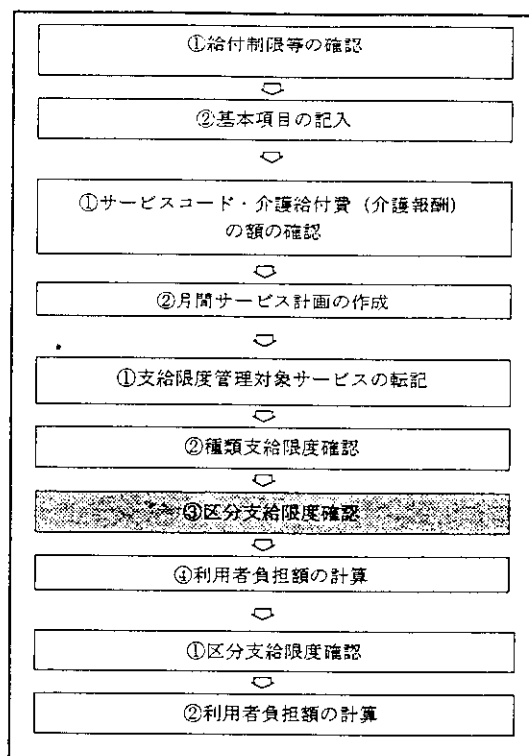 ①給付制限等の確認
②基本項目の記入
①サービスコード・介護給付費（介護報酬）
の額の確認
②月間サービス計画の作成
①支給限度管理対象サービスの転記
②種類支給限度確認
③区分支給限度確認
④利用者負担額の計算
①区分支給限度確認
②利用者負担額の計算